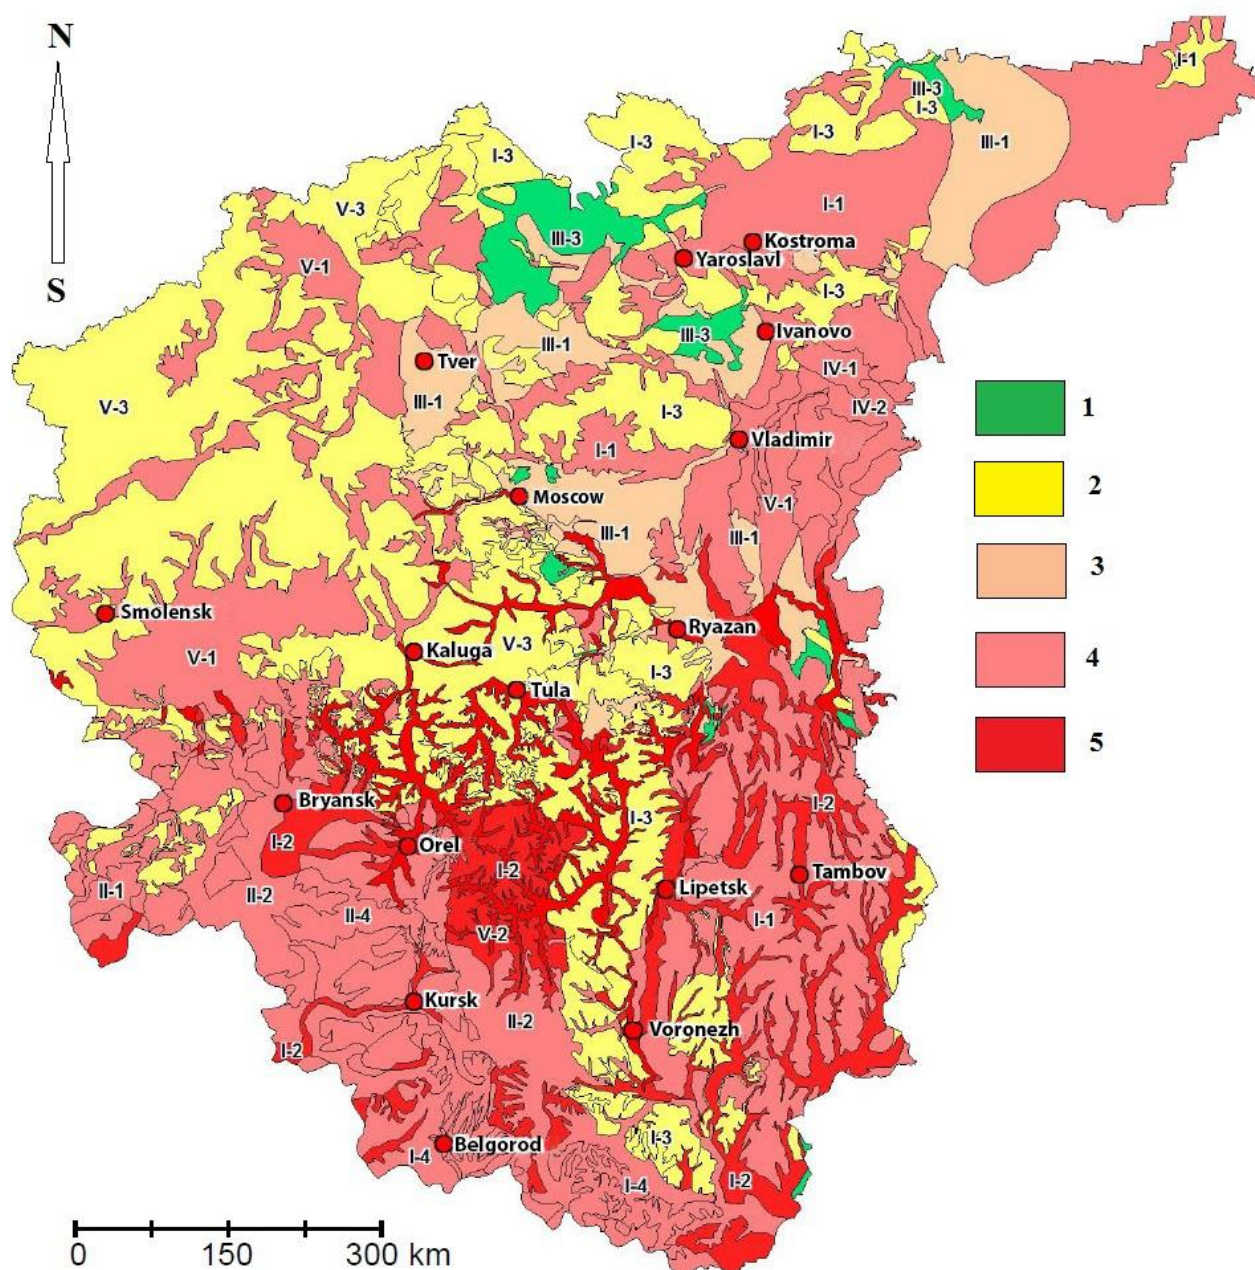 N
I-1
III-3
I-3
I-3
I-3
I-3
III-1
V-3
I-1
III-3
Kostroma
S
V-1
Yaroslavl
I-3
III-3
Ivanovo
III-1
Tver
IV-1
V-3
III-1
I-3
IV-2
1
Vladimir
I-1
2
Moscow
V-1
III-1
III-1
3
Smolensk
Ryazan
V-3
Kaluga
4
V-1
I-3
Tula
5
Bryansk
I-2
I-3
I-2
Orel
I-2
Tambov
II-1
II-2
Lipetsk
II-4
I-1
V-2
Kursk
II-2
Voronezh
I-2
I-3
Belgorod
I-4
I-4
I-2
0 150 300 km